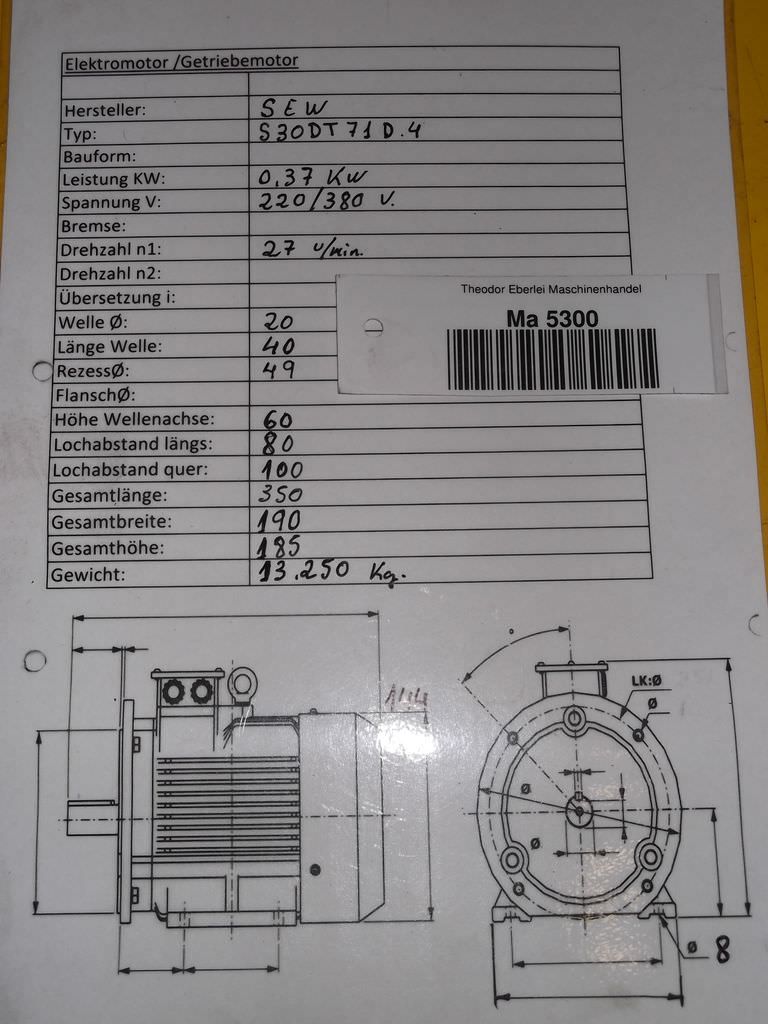 Elektromotor /Getriebemotor
Hersteller: SEW
Typ: S30DT71D.4
Bauform:
Leistung KW: 0,37 KW
Spannung V: 220/380 V.
Bremse:
Drehzahl n1: 27 U/min.
Drehzahl n2:
Übersetzung i:
Theodor Eberlei Maschinenhandel
Ma 5300
Welle Ø: 20
Länge Welle: 40
RezessØ: 49
FlanschØ:
Höhe Wellenachse: 60
Lochabstand längs: 80
Lochabstand quer: 100
Gesamtlänge: 350
Gesamtbreite: 190
Gesamthöhe: 185
Gewicht: 13.250 Kg.
°
LK:Ø
Ø
Ø
Ø
Ø 8